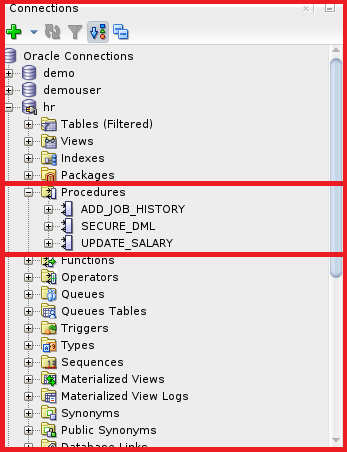 Connections
Oracle Connections
demo
demouser
hr
Tables (Filtered)
Views
Indexes
Packages
Procedures
ADD_JOB_HISTORY
SECURE_DML
UPDATE_SALARY
Functions
Operators
Queues
Queues Tables
Triggers
Types
Sequences
Materialized Views
Materialized View Logs
Synonyms
Public Synonyms
Database Links